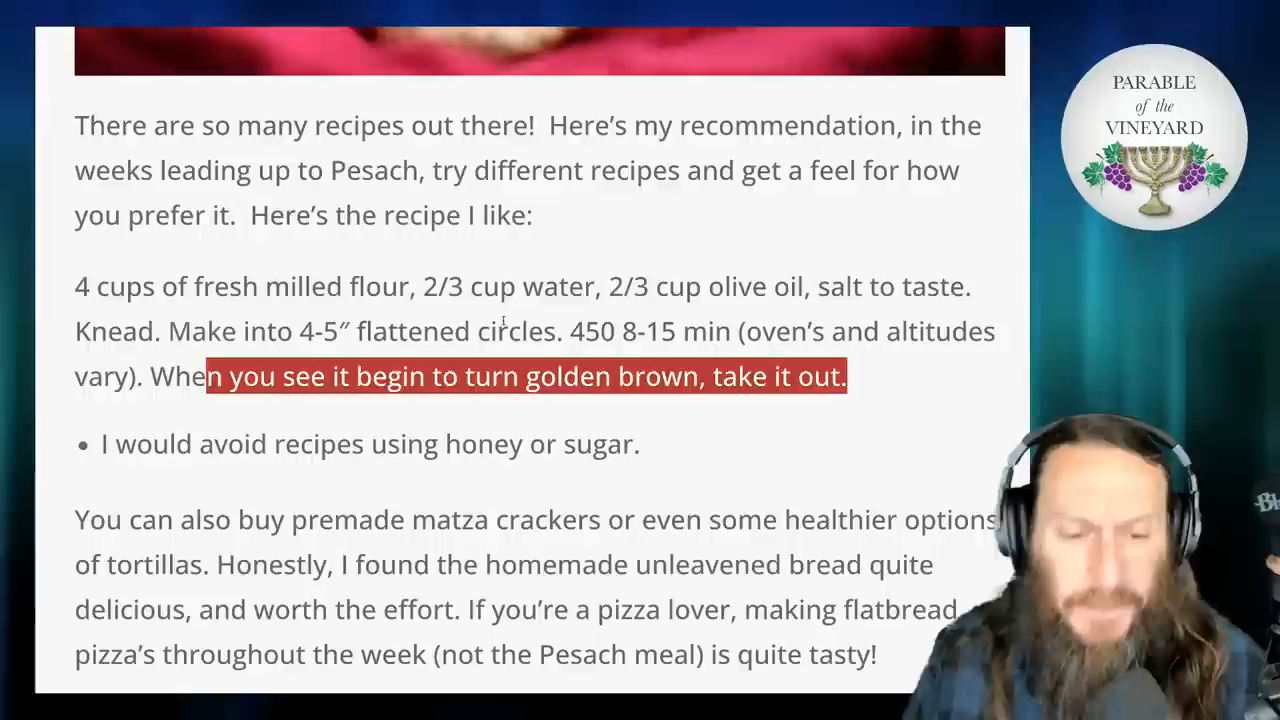 There are so many recipes out there!  Here’s my recommendation, in the
weeks leading up to Pesach, try different recipes and get a feel for how
you prefer it.  Here’s the recipe I like:
4 cups of fresh milled flour, 2/3 cup water, 2/3 cup olive oil, salt to taste.
Knead. Make into 4-5″ flattened circles. 450 8-15 min (oven’s and altitudes
vary). When you see it begin to turn golden brown, take it out.
• I would avoid recipes using honey or sugar.
You can also buy premade matza crackers or even some healthier options
of tortillas. Honestly, I found the homemade unleavened bread quite
delicious, and worth the effort. If you’re a pizza lover, making flatbread
pizza’s throughout the week (not the Pesach meal) is quite tasty!
PARABLE
of the
VINEYARD